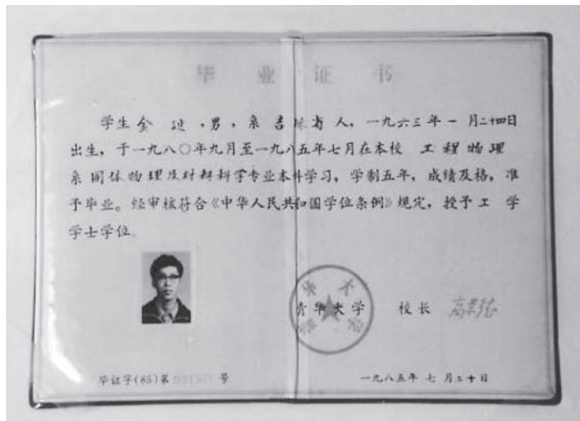 毕业证书
学生金 ，男，系吉林省人，一九六三年一月二十四日
出生，于一九八〇年九月至一九八五年七月在本校 工程物理
系固体物理及材料科学专业本科学习，学制五年，成绩及格，准
予毕业。经审核符合《中华人民共和国学位条例》规定，授予工 学
学士学位。
清华大学 校长
毕证字(85)第 号
一九八五年七月二十日